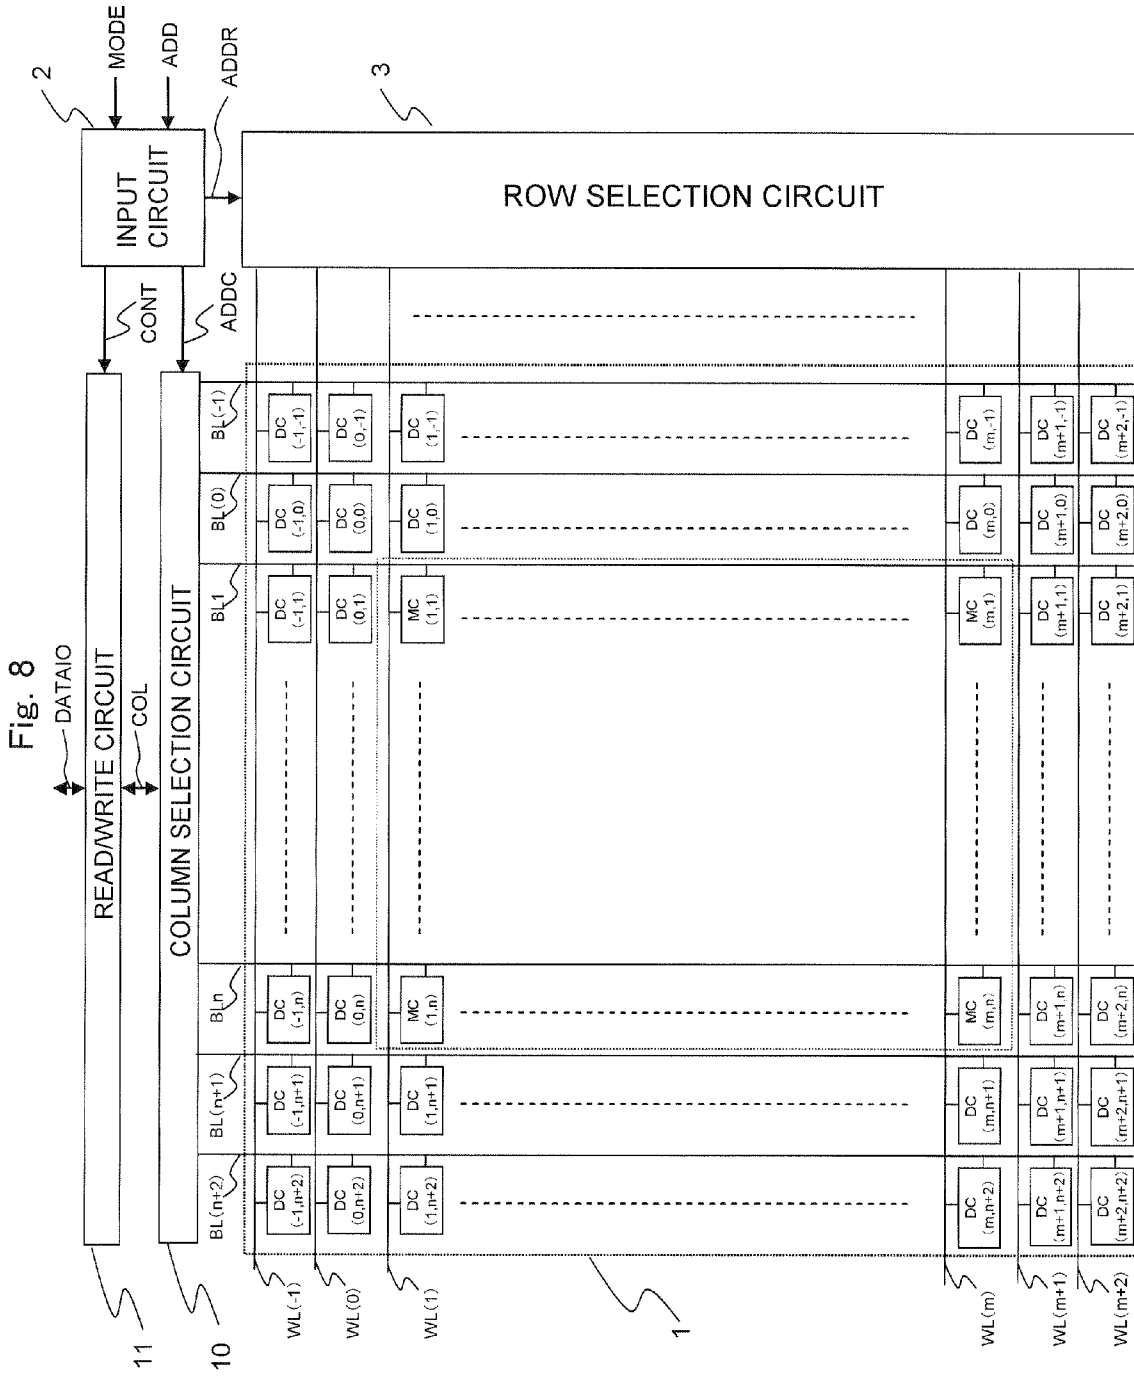 Fig. 8
DATAIO
11
READ/WRITE CIRCUIT
COL
10
COLUMN SELECTION CIRCUIT
CONT
ADDC
INPUT
CIRCUIT
2
MODE
ADD
ADDR
3
ROW SELECTION CIRCUIT
1
BL(n+2)
BL(n+1)
BLn
BL1
BL(0)
BL(-1)
WL(-1)
DC
(-1,n+2)
DC
(-1,n+1)
DC
(-1,n)
DC
(-1,1)
DC
(-1,0)
DC
(-1,-1)
WL(0)
DC
(0,n+2)
DC
(0,n+1)
DC
(0,n)
DC
(0,1)
DC
(0,0)
DC
(0,-1)
WL(1)
DC
(1,n+2)
DC
(1,n+1)
MC
(1,n)
MC
(1,1)
DC
(1,0)
DC
(1,-1)
WL(m)
DC
(m,n+2)
DC
(m,n+1)
MC
(m,n)
MC
(m,1)
DC
(m,0)
DC
(m,-1)
WL(m+1)
DC
(m+1,n+2)
DC
(m+1,n+1)
DC
(m+1,n)
DC
(m+1,1)
DC
(m+1,0)
DC
(m+1,-1)
WL(m+2)
DC
(m+2,n+2)
DC
(m+2,n+1)
DC
(m+2,n)
DC
(m+2,1)
DC
(m+2,0)
DC
(m+2,-1)